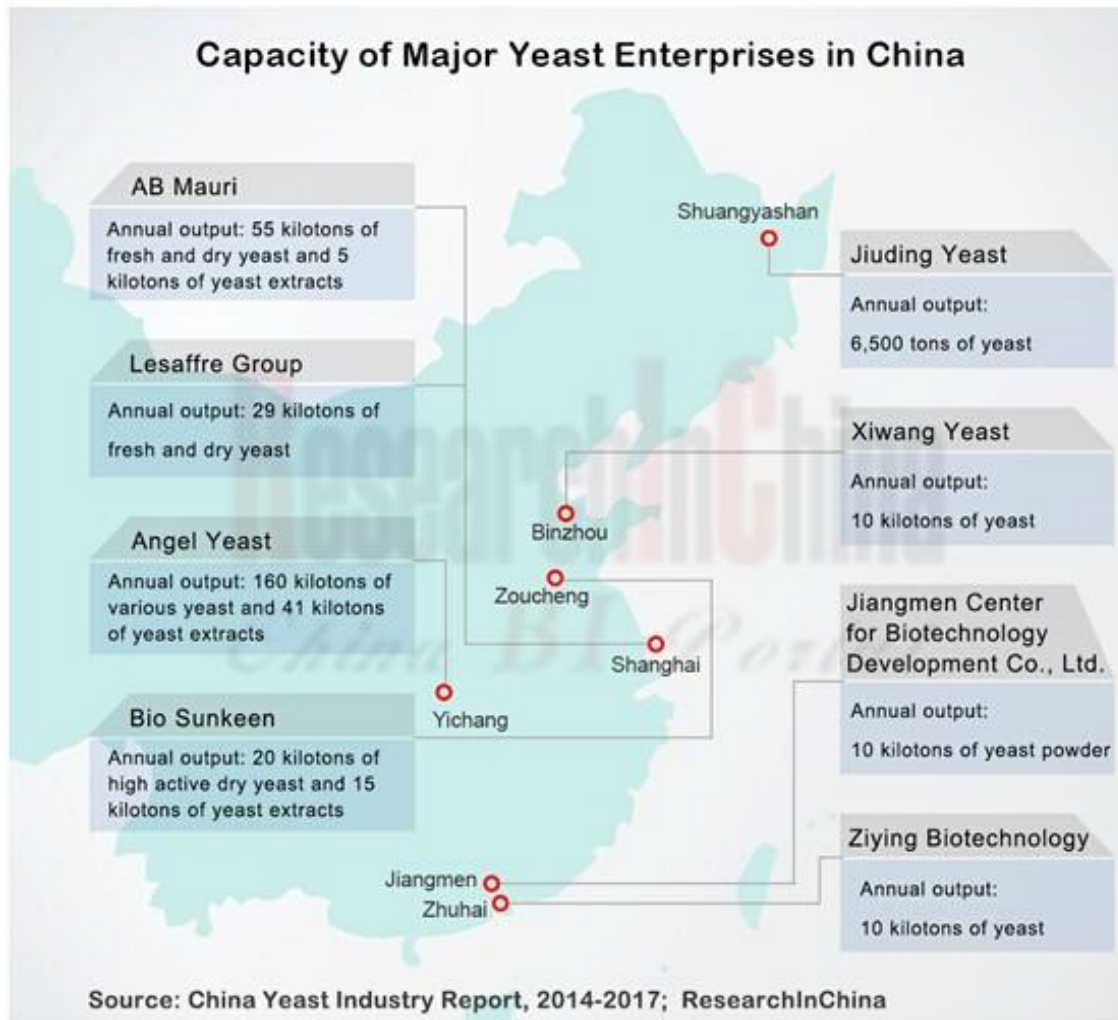 Capacity of Major Yeast Enterprises in China
AB Mauri
Annual output: 55 kilotons of
fresh and dry yeast and 5
kilotons of yeast extracts
Lesaffre Group
Annual output: 29 kilotons of
fresh and dry yeast
Angel Yeast
Annual output: 160 kilotons of
various yeast and 41 kilotons
of yeast extracts
Bio Sunkeen
Annual output: 20 kilotons of
high active dry yeast and 15
kilotons of yeast extracts
Shuangyashan
Binzhou
Zoucheng
Shanghai
Yichang
Jiangmen
Zhuhai
Jiuding Yeast
Annual output:
6,500 tons of yeast
Xiwang Yeast
Annual output:
10 kilotons of yeast
Jiangmen Center
for Biotechnology
Development Co., Ltd.
Annual output:
10 kilotons of yeast powder
Ziying Biotechnology
Annual output:
10 kilotons of yeast
ResearchInChina
China BI Portal
Source: China Yeast Industry Report, 2014-2017; ResearchInChina